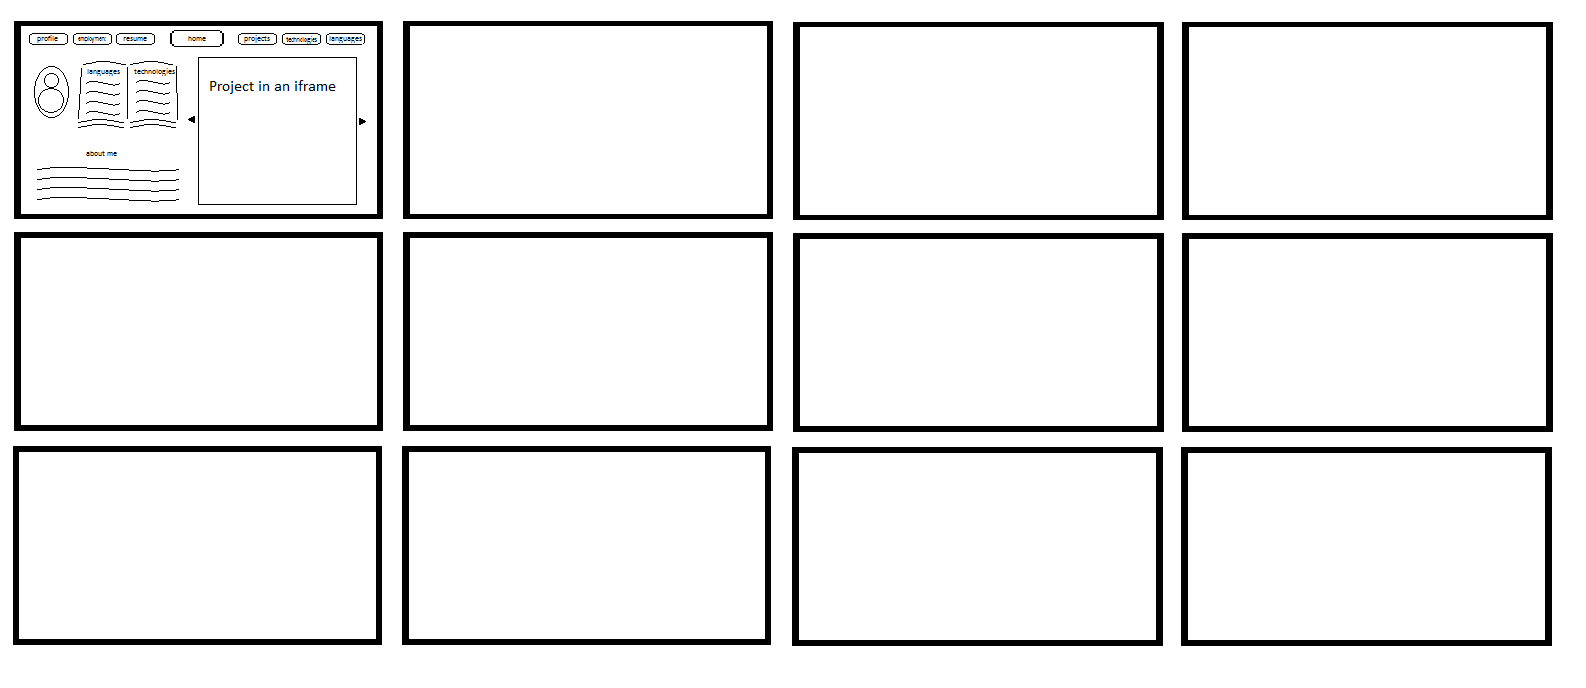 profile employment resume home projects technologies languages
languages technologies
Project in an iframe
about me